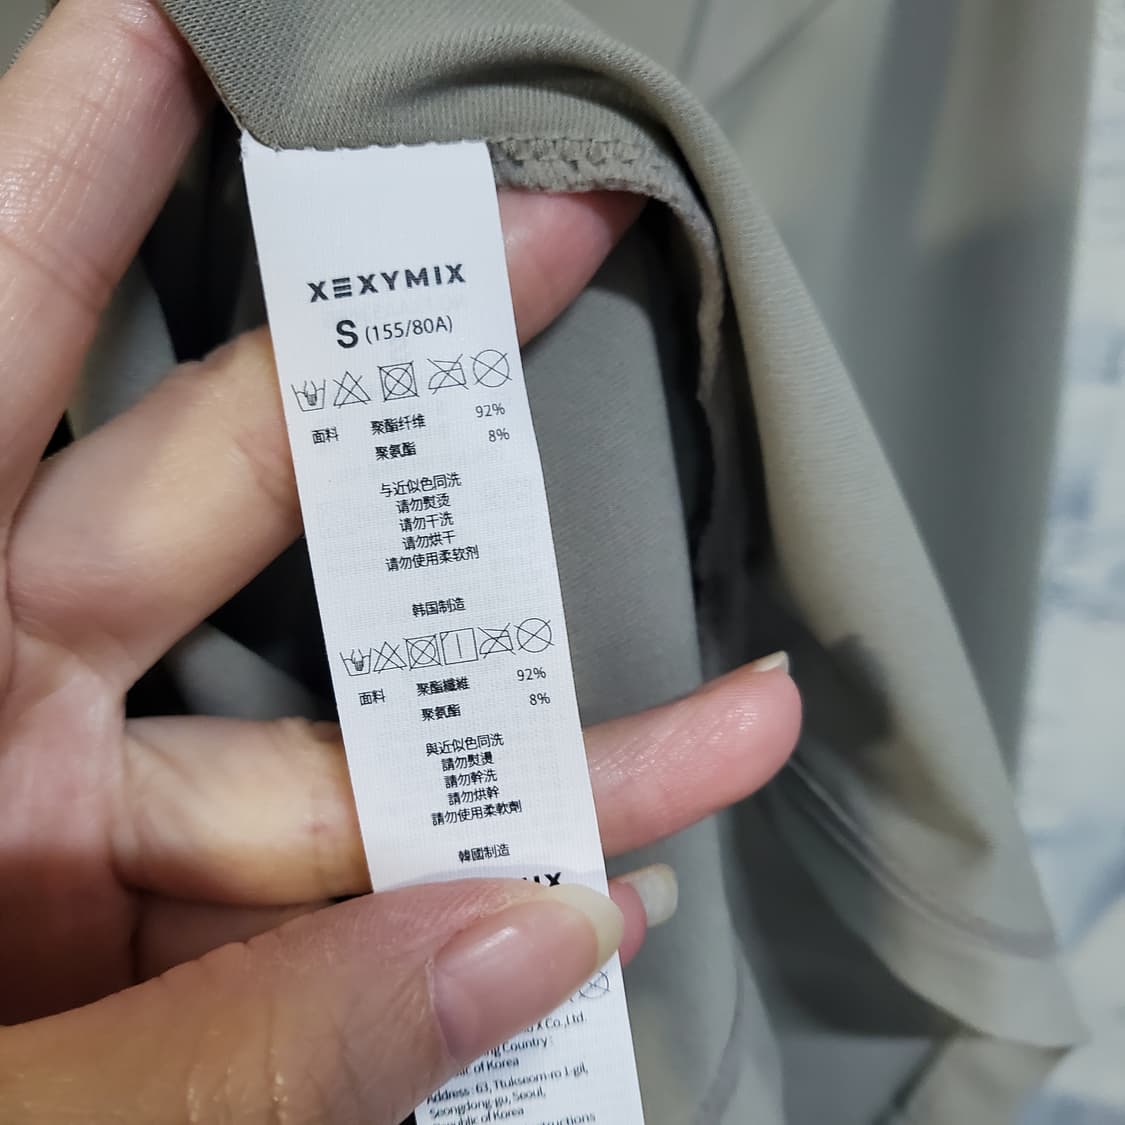 XEXYMIX
S (155/80A)
面料 聚酯纤维 92%
聚氨酯 8%
与近似色同洗
请勿熨烫
请勿干洗
请勿烘干
请勿使用柔软剂
韩国制造
面料 聚酯纖維 92%
聚氨酯 8%
與近似色同洗
請勿熨燙
請勿幹洗
請勿烘幹
請勿使用柔軟劑
韓國制造
X Co.,Ltd.
Country :
of Korea
Address : 63, Ttukseom-ro 1-gil,
Seongdong-gu, Seoul,
Republic of Korea